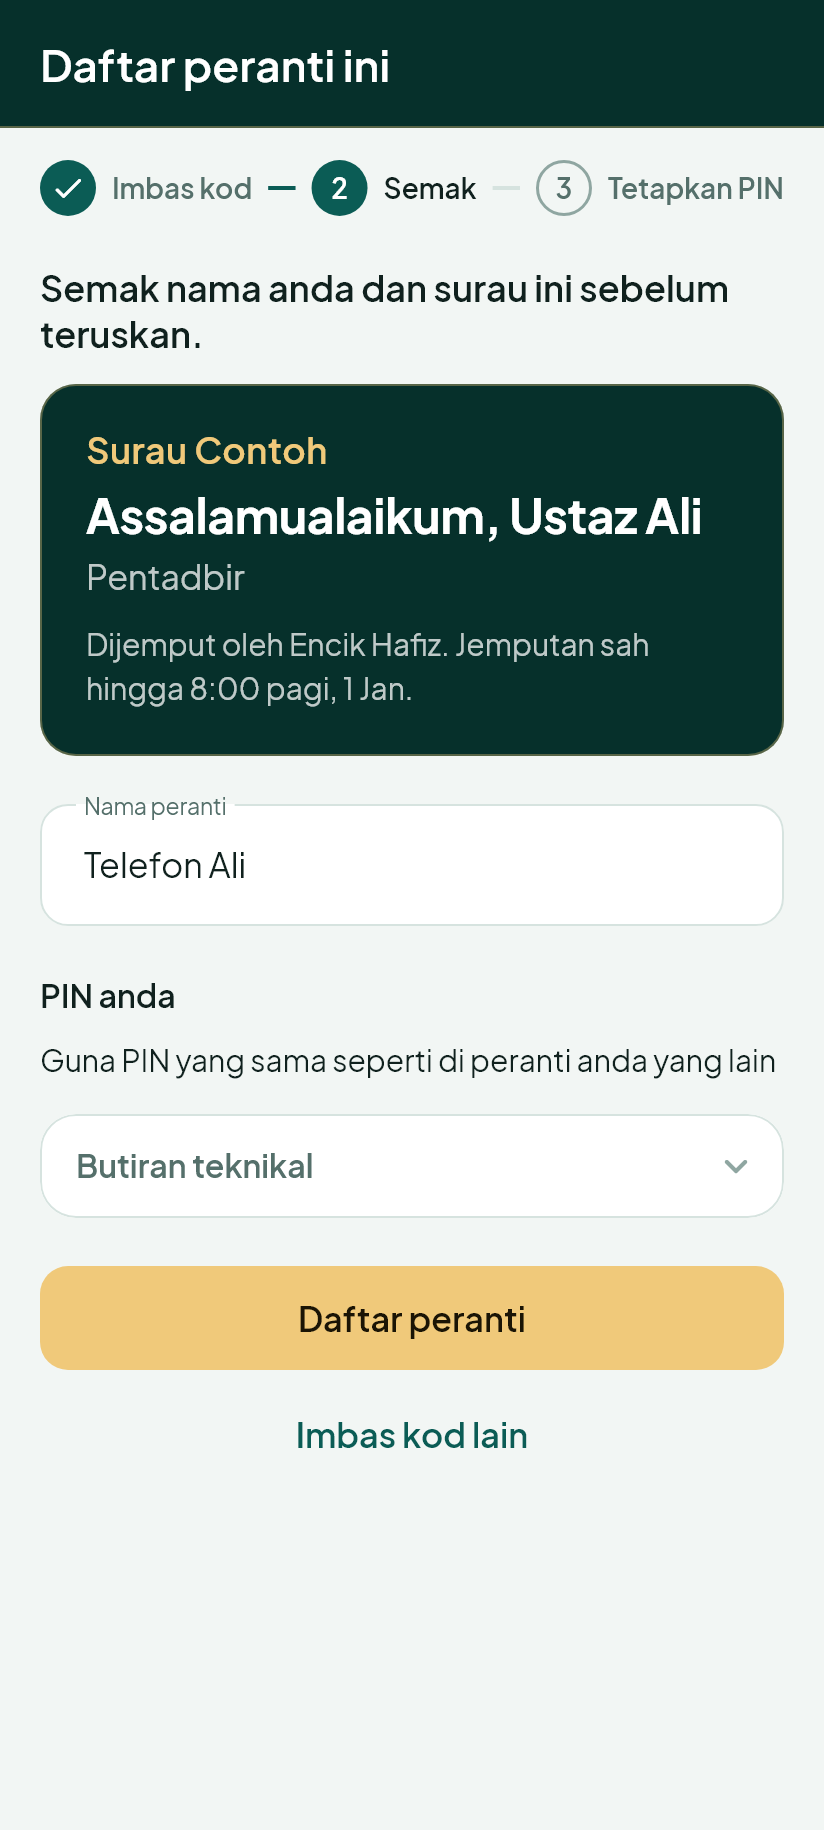 Daftar peranti ini
Imbas kod
2
Semak
3
Tetapkan PIN
Semak nama anda dan surau ini sebelum
teruskan.
Surau Contoh
Assalamualaikum, Ustaz Ali
Pentadbir
Dijemput oleh Encik Hafiz. Jemputan sah
hingga 8:00 pagi, 1 Jan.
Nama peranti
Telefon Ali
PIN anda
Guna PIN yang sama seperti di peranti anda yang lain
Butiran teknikal
Daftar peranti
Imbas kod lain